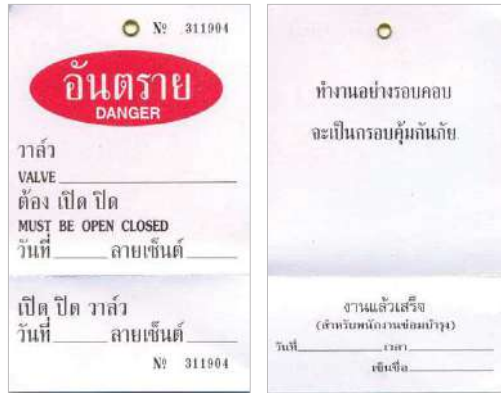 Nº 311904
อันตราย
DANGER
วาล์ว
VALVE
ต้อง เปิด ปิด
MUST BE OPEN CLOSED
วันที่ ลายเซ็นต์
เปิด ปิด วาล์ว
วันที่ ลายเซ็นต์
Nº 311904
ทำงานอย่างรอบคอบ
จะเป็นกรอบคุ้มกันภัย
งานแล้วเสร็จ
(สำหรับพนักงานซ่อมบำรุง)
วันที่ เวลา
เซ็นชื่อ